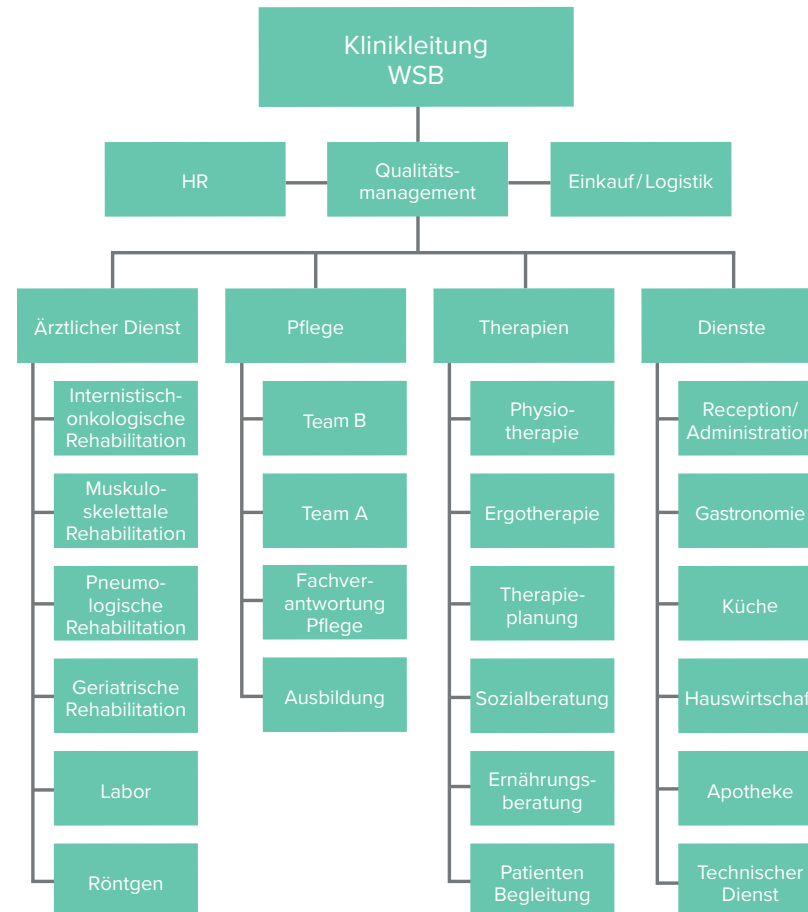 Klinikleitung
WSB
HR
Qualitäts-
management
Einkauf / Logistik
Ärztlicher Dienst
Internistisch-
onkologische
Rehabilitation
Muskulo-
skelettale
Rehabilitation
Pneumo-
logische
Rehabilitation
Geriatrische
Rehabilitation
Labor
Röntgen
Pflege
Team B
Team A
Fachver-
antwortung
Pflege
Ausbildung
Therapien
Physio-
therapie
Ergotherapie
Therapie-
planung
Sozialberatung
Ernährungs-
beratung
Patienten
Begleitung
Dienste
Reception/
Administration
Gastronomie
Küche
Hauswirtschaf
Apotheke
Technischer
Dienst